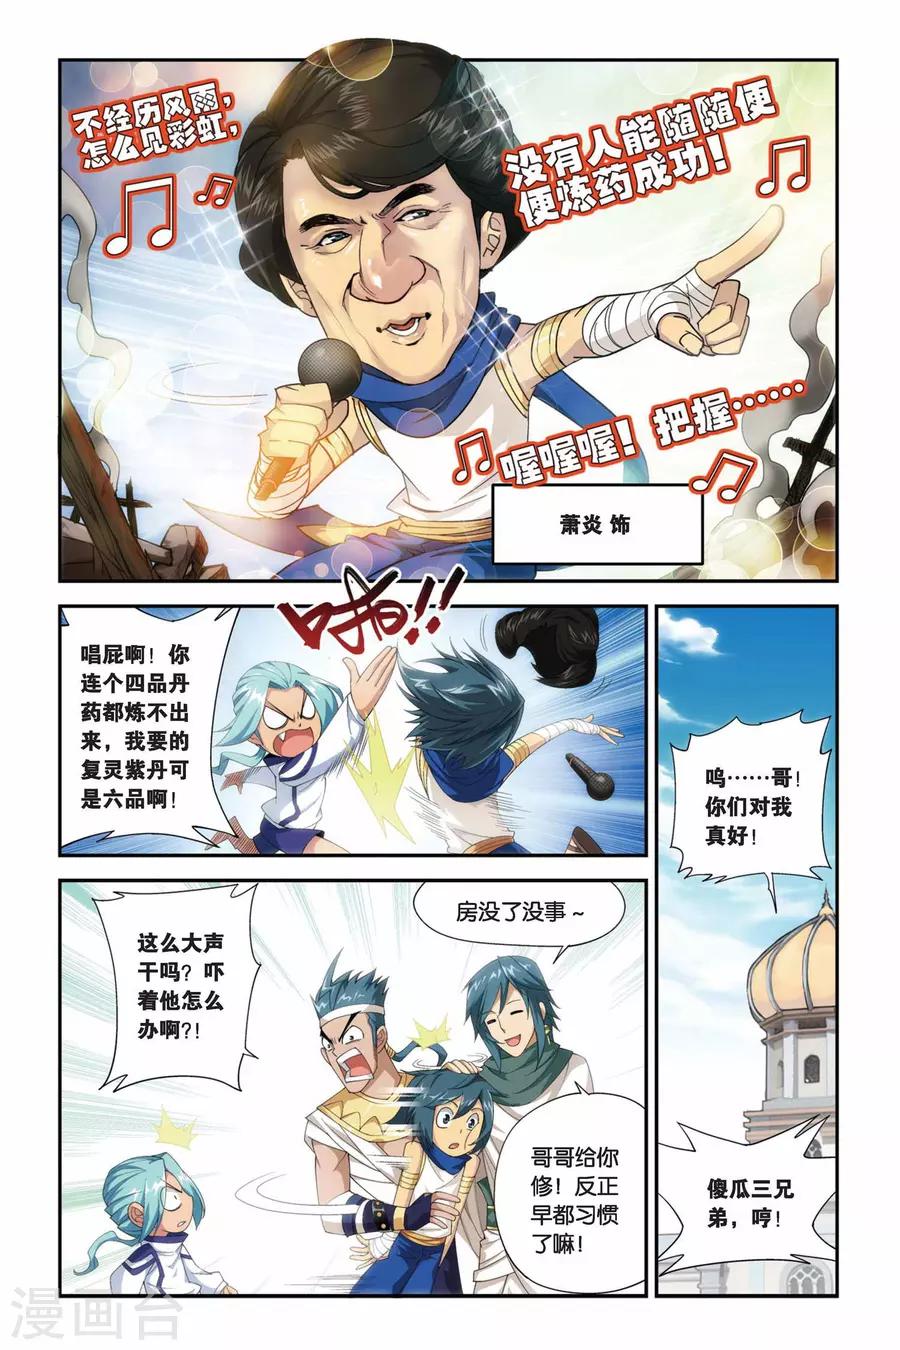 不经历风雨，
怎么见彩虹，
没有人能随随便
便炼药成功！
喔喔喔！把握……
萧炎 饰
啪！！
唱屁啊！你
连个四品丹
药都炼不出
来，我要的
复灵紫丹可
是六品啊！
呜……哥！
你们对我
真好！
房没了没事～
这么大声
干吗？吓
着他怎么
办啊？！
哥哥给你
修！反正
早都习惯
了嘛！
傻瓜三兄
弟，哼！
漫画台